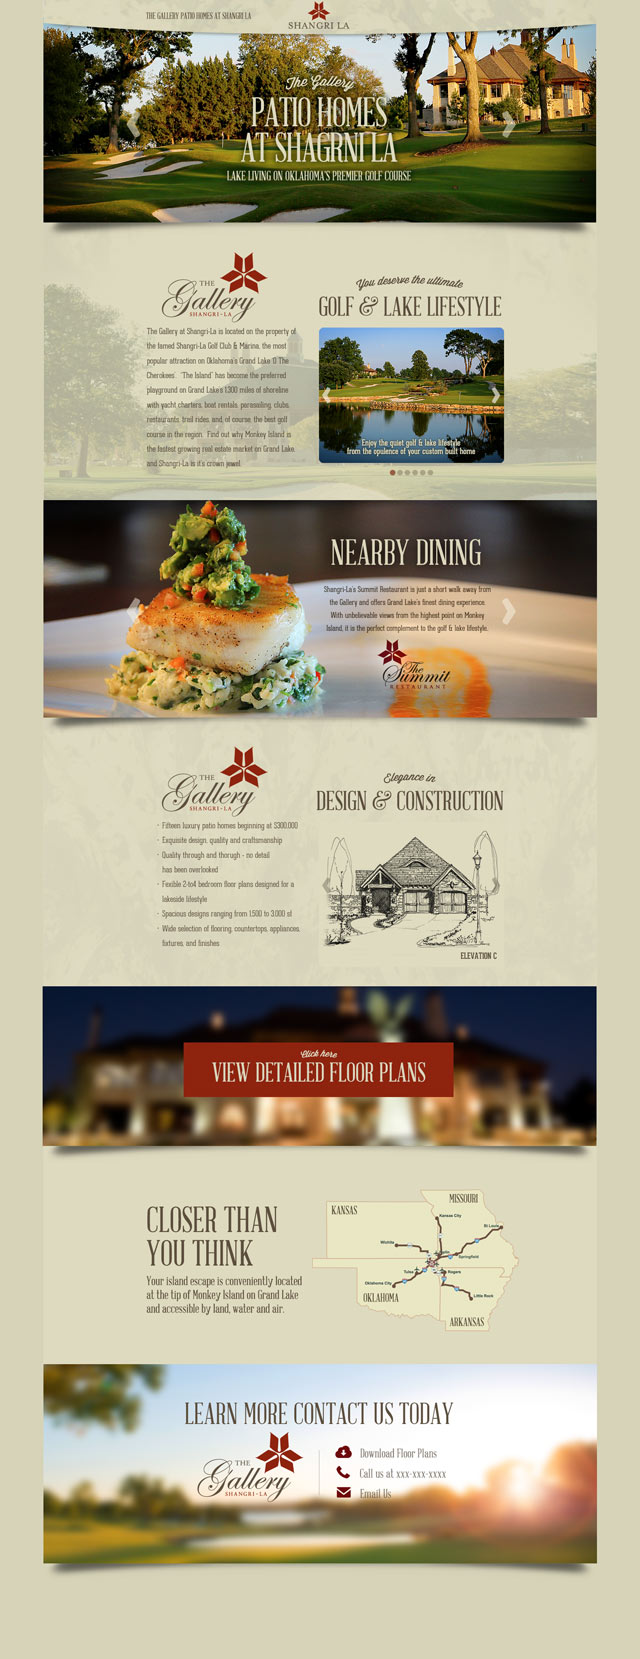 THE GALLERY PATIO HOMES AT SHANGRI LA
SHANGRI LA
The Gallery
PATIO HOMES
AT SHAGRNI LA
LAKE LIVING ON OKLAHOMA'S PREMIER GOLF COURSE
THE
Gallery
SHANGRI-LA
The Gallery at Shangri-La is located on the property of
the famed Shangri-La Golf Club & Marina, the most
popular attraction on Oklahoma's Grand Lake 'O The
Cherokees'. 'The Island' has become the preferred
playground on Grand Lake's 1,300 miles of shoreline
with yacht charters, boat rentals, parasailing, clubs,
restaurants, trail rides, and, of course, the best golf
course in the region. Find out why Monkey Island is
the fastest growing real estate market on Grand Lake,
and Shangri-La is it's crown jewel.
You deserve the ultimate
GOLF & LAKE LIFESTYLE
Enjoy the quiet golf & lake lifestyle
from the opulence of your custom built home
NEARBY DINING
Shangri-La's Summit Restaurant is just a short walk away from
the Gallery and offers Grand Lake's finest dining experience.
With unbelievable views from the highest point on Monkey
Island, it is the perfect complement to the golf & lake lifestyle.
The
Summit
RESTAURANT
THE
Gallery
SHANGRI-LA
· Fifteen luxury patio homes beginning at $300,000
· Exquisite design, quality and craftsmanship
· Quality through and thorugh - no detail
has been overlooked
· Fexible 2-to4 bedroom floor plans designed for a
lakeside lifestyle
· Spacious designs ranging from 1,500 to 3,000 sf
· Wide selection of flooring, countertops, appliances,
fixtures, and finishes
Elegance in
DESIGN & CONSTRUCTION
ELEVATION C
Click here
VIEW DETAILED FLOOR PLANS
CLOSER THAN
YOU THINK
Your island escape is conveniently located
at the tip of Monkey Island on Grand Lake
and accessible by land, water and air.
KANSAS
MISSOURI
Kansas City
St Louis
Wichita
Springfield
Tulsa
Rogers
Oklahoma City
Little Rock
OKLAHOMA
ARKANSAS
LEARN MORE CONTACT US TODAY
THE
Gallery
SHANGRI-LA
Download Floor Plans
Call us at xxx-xxx-xxxx
Email Us